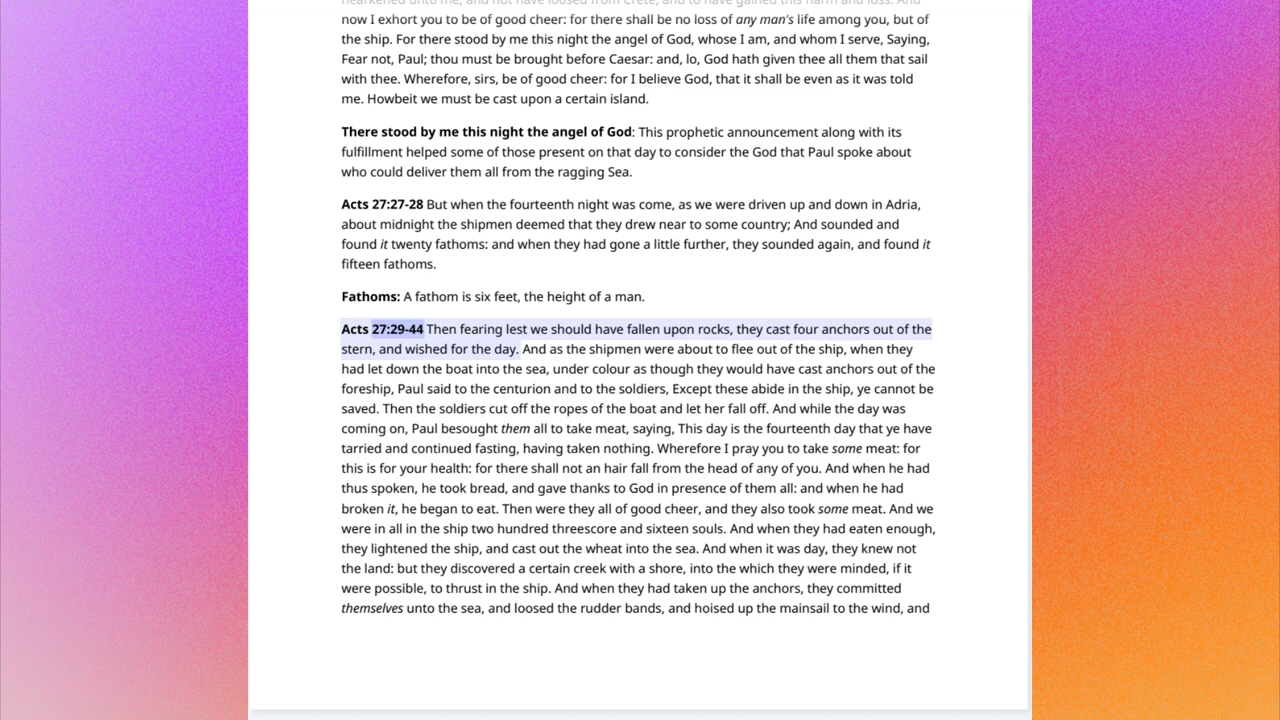 hearkened unto me, and not have loosed from Crete, and to have gained this harm and loss. And
now I exhort you to be of good cheer: for there shall be no loss of any man's life among you, but of
the ship. For there stood by me this night the angel of God, whose I am, and whom I serve, Saying,
Fear not, Paul; thou must be brought before Caesar: and, lo, God hath given thee all them that sail
with thee. Wherefore, sirs, be of good cheer: for I believe God, that it shall be even as it was told
me. Howbeit we must be cast upon a certain island.
There stood by me this night the angel of God: This prophetic announcement along with its
fulfillment helped some of those present on that day to consider the God that Paul spoke about
who could deliver them all from the ragging Sea.
Acts 27:27-28 But when the fourteenth night was come, as we were driven up and down in Adria,
about midnight the shipmen deemed that they drew near to some country; And sounded and
found it twenty fathoms: and when they had gone a little further, they sounded again, and found it
fifteen fathoms.
Fathoms: A fathom is six feet, the height of a man.
Acts 27:29-44 Then fearing lest we should have fallen upon rocks, they cast four anchors out of the
stern, and wished for the day. And as the shipmen were about to flee out of the ship, when they
had let down the boat into the sea, under colour as though they would have cast anchors out of the
foreship, Paul said to the centurion and to the soldiers, Except these abide in the ship, ye cannot be
saved. Then the soldiers cut off the ropes of the boat and let her fall off. And while the day was
coming on, Paul besought them all to take meat, saying, This day is the fourteenth day that ye have
tarried and continued fasting, having taken nothing. Wherefore I pray you to take some meat: for
this is for your health: for there shall not an hair fall from the head of any of you. And when he had
thus spoken, he took bread, and gave thanks to God in presence of them all: and when he had
broken it, he began to eat. Then were they all of good cheer, and they also took some meat. And we
were in all in the ship two hundred threescore and sixteen souls. And when they had eaten enough,
they lightened the ship, and cast out the wheat into the sea. And when it was day, they knew not
the land: but they discovered a certain creek with a shore, into the which they were minded, if it
were possible, to thrust in the ship. And when they had taken up the anchors, they committed
themselves unto the sea, and loosed the rudder bands, and hoised up the mainsail to the wind, and